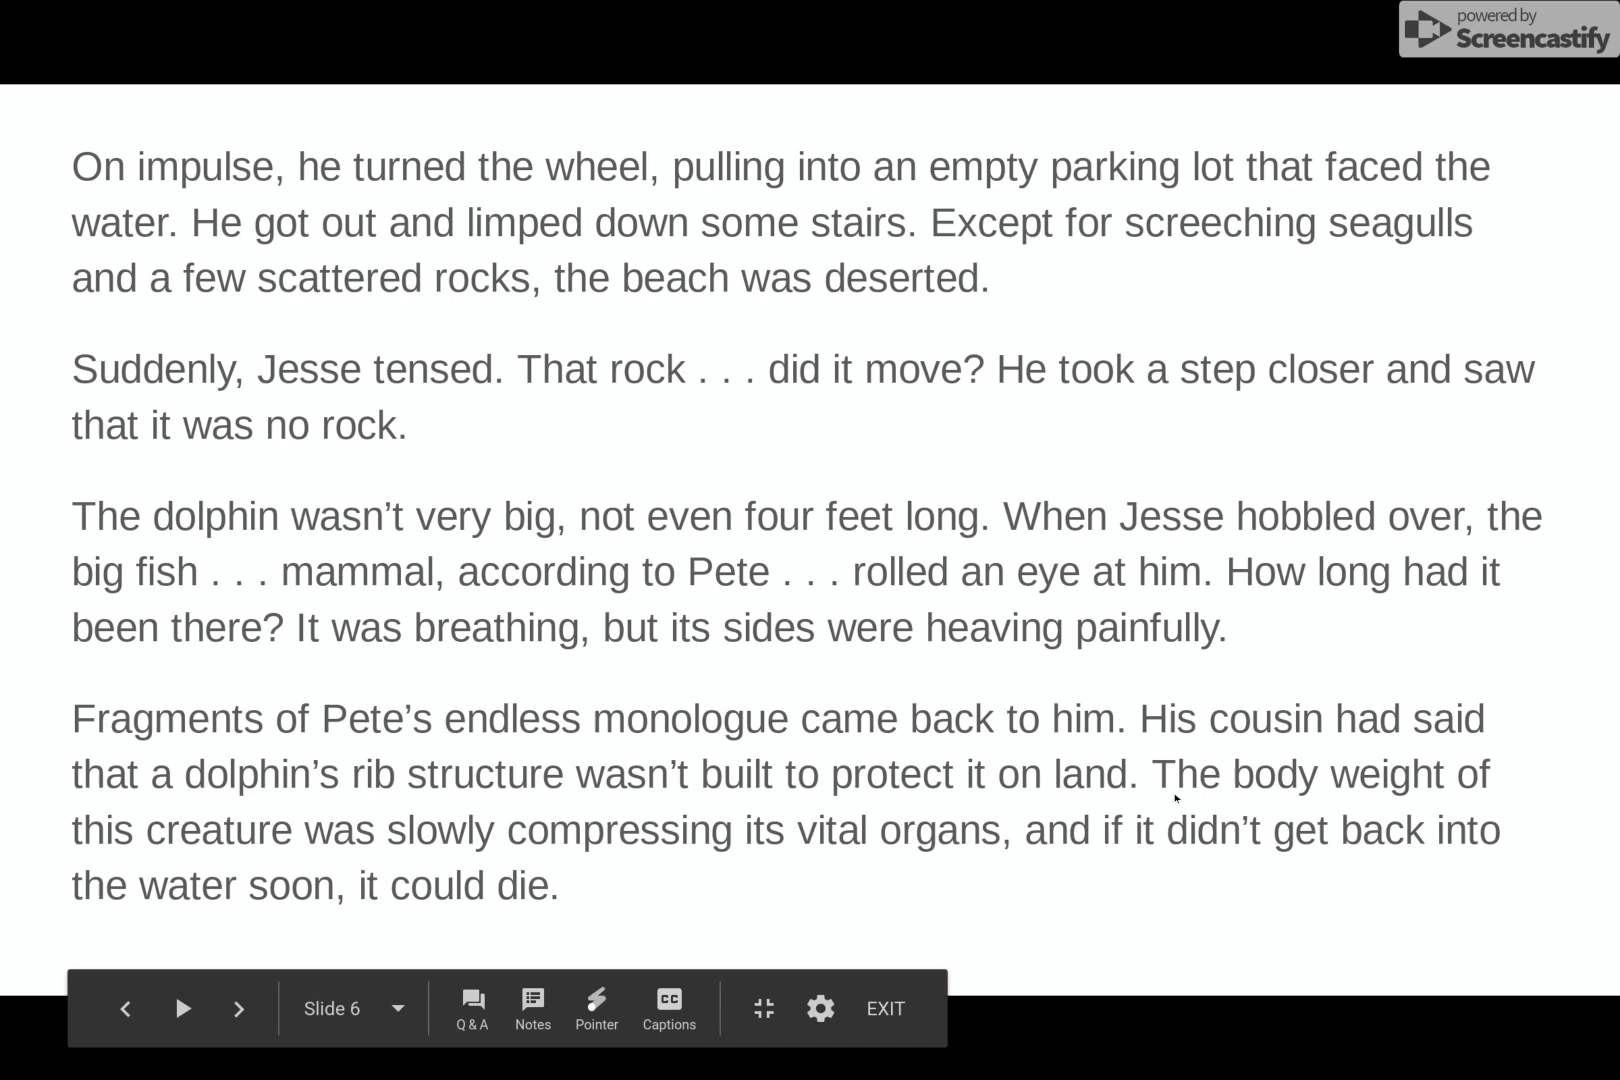 powered by
Screencastify
On impulse, he turned the wheel, pulling into an empty parking lot that faced the
water. He got out and limped down some stairs. Except for screeching seagulls
and a few scattered rocks, the beach was deserted.
Suddenly, Jesse tensed. That rock . . . did it move? He took a step closer and saw
that it was no rock.
The dolphin wasn’t very big, not even four feet long. When Jesse hobbled over, the
big fish . . . mammal, according to Pete . . . rolled an eye at him. How long had it
been there? It was breathing, but its sides were heaving painfully.
Fragments of Pete’s endless monologue came back to him. His cousin had said
that a dolphin’s rib structure wasn’t built to protect it on land. The body weight of
this creature was slowly compressing its vital organs, and if it didn’t get back into
the water soon, it could die.
Slide 6
Q & A
Notes
Pointer
CC
Captions
EXIT